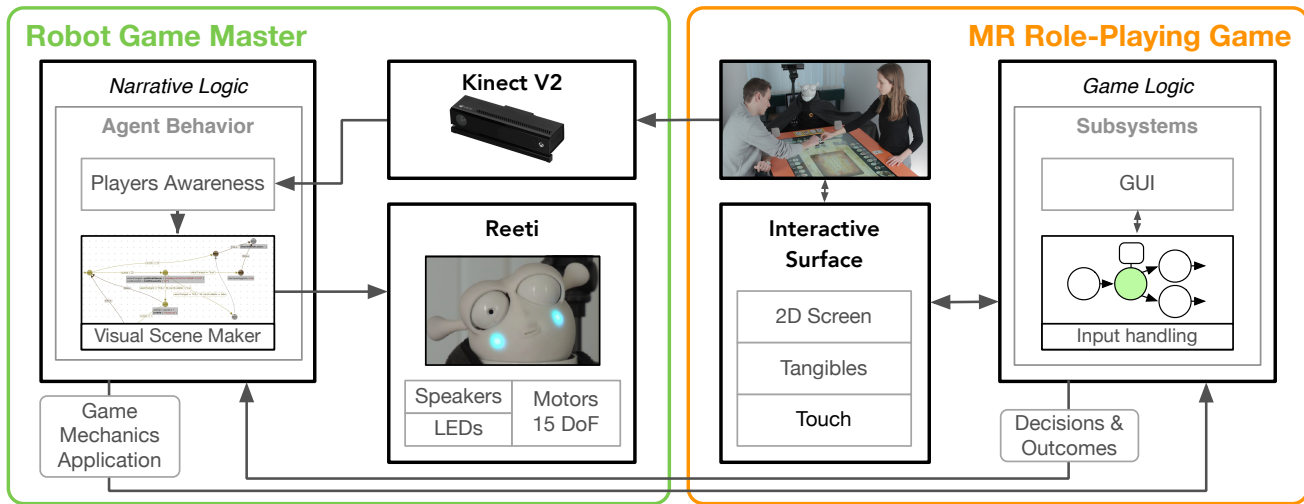 Robot Game Master
MR Role-Playing Game
Narrative Logic
Agent Behavior
Players Awareness
Visual Scene Maker
Kinect V2
Reeti
Speakers
LEDs
Motors
15 DoF
Interactive
Surface
2D Screen
Tangibles
Touch
Game Logic
Subsystems
GUI
Input handling
Game
Mechanics
Application
Decisions &
Outcomes